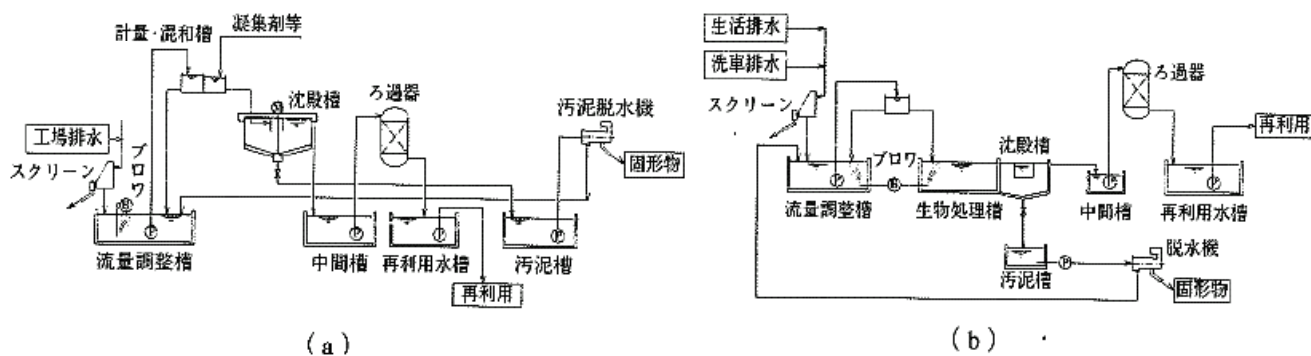 計量・混和槽
凝集剤等
工場排水
スクリーン
ブロワ
B
P
流量調整槽
沈殿槽
ろ過器
P
中間槽
P
再利用水槽
再利用
汚泥脱水機
固形物
P
汚泥槽
(a)
生活排水
洗車排水
スクリーン
P
流量調整槽
ブロワ
B
生物処理槽
沈殿槽
P
中間槽
ろ過器
P
再利用水槽
再利用
汚泥槽
P
脱水機
固形物
(b)